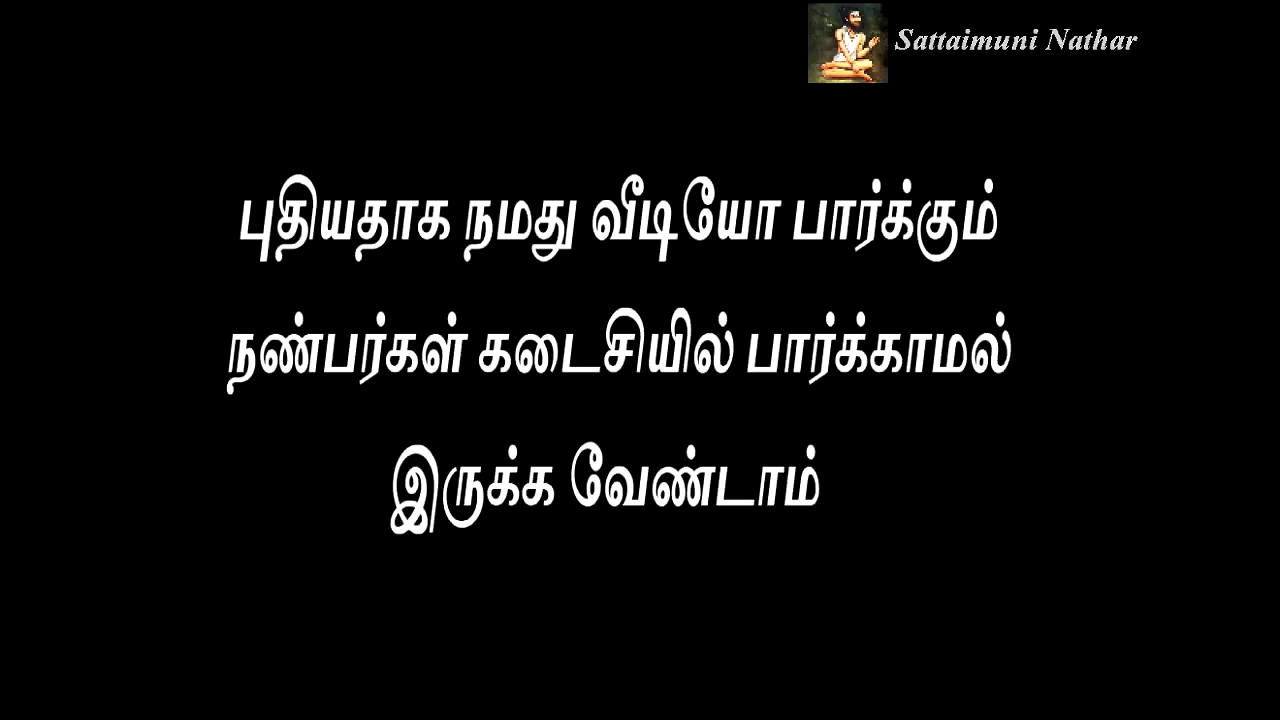 Sattaimuni Nathar
புதியதாக நமது வீடியோ பார்க்கும்
நண்பர்கள் கடைசியில் பார்க்காமல்
இருக்க வேண்டாம்